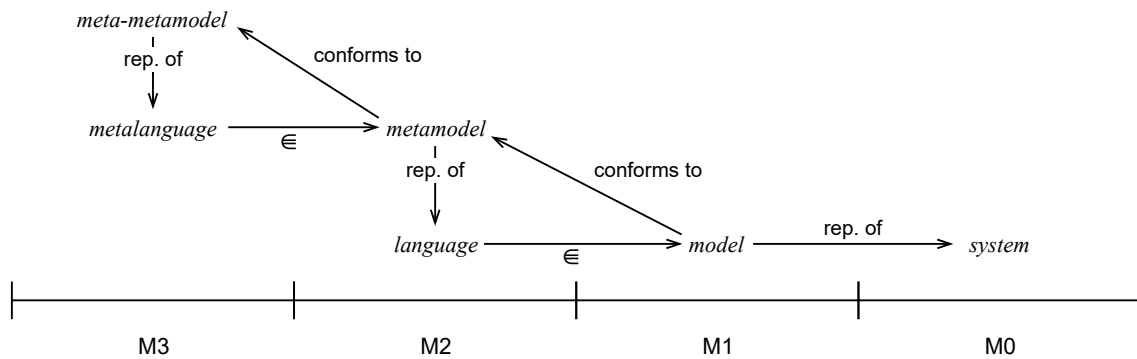 meta-metamodel
rep. of
conforms to
metalanguage
⋹
metamodel
rep. of
conforms to
language
⋹
model
rep. of
system
M3
M2
M1
M0